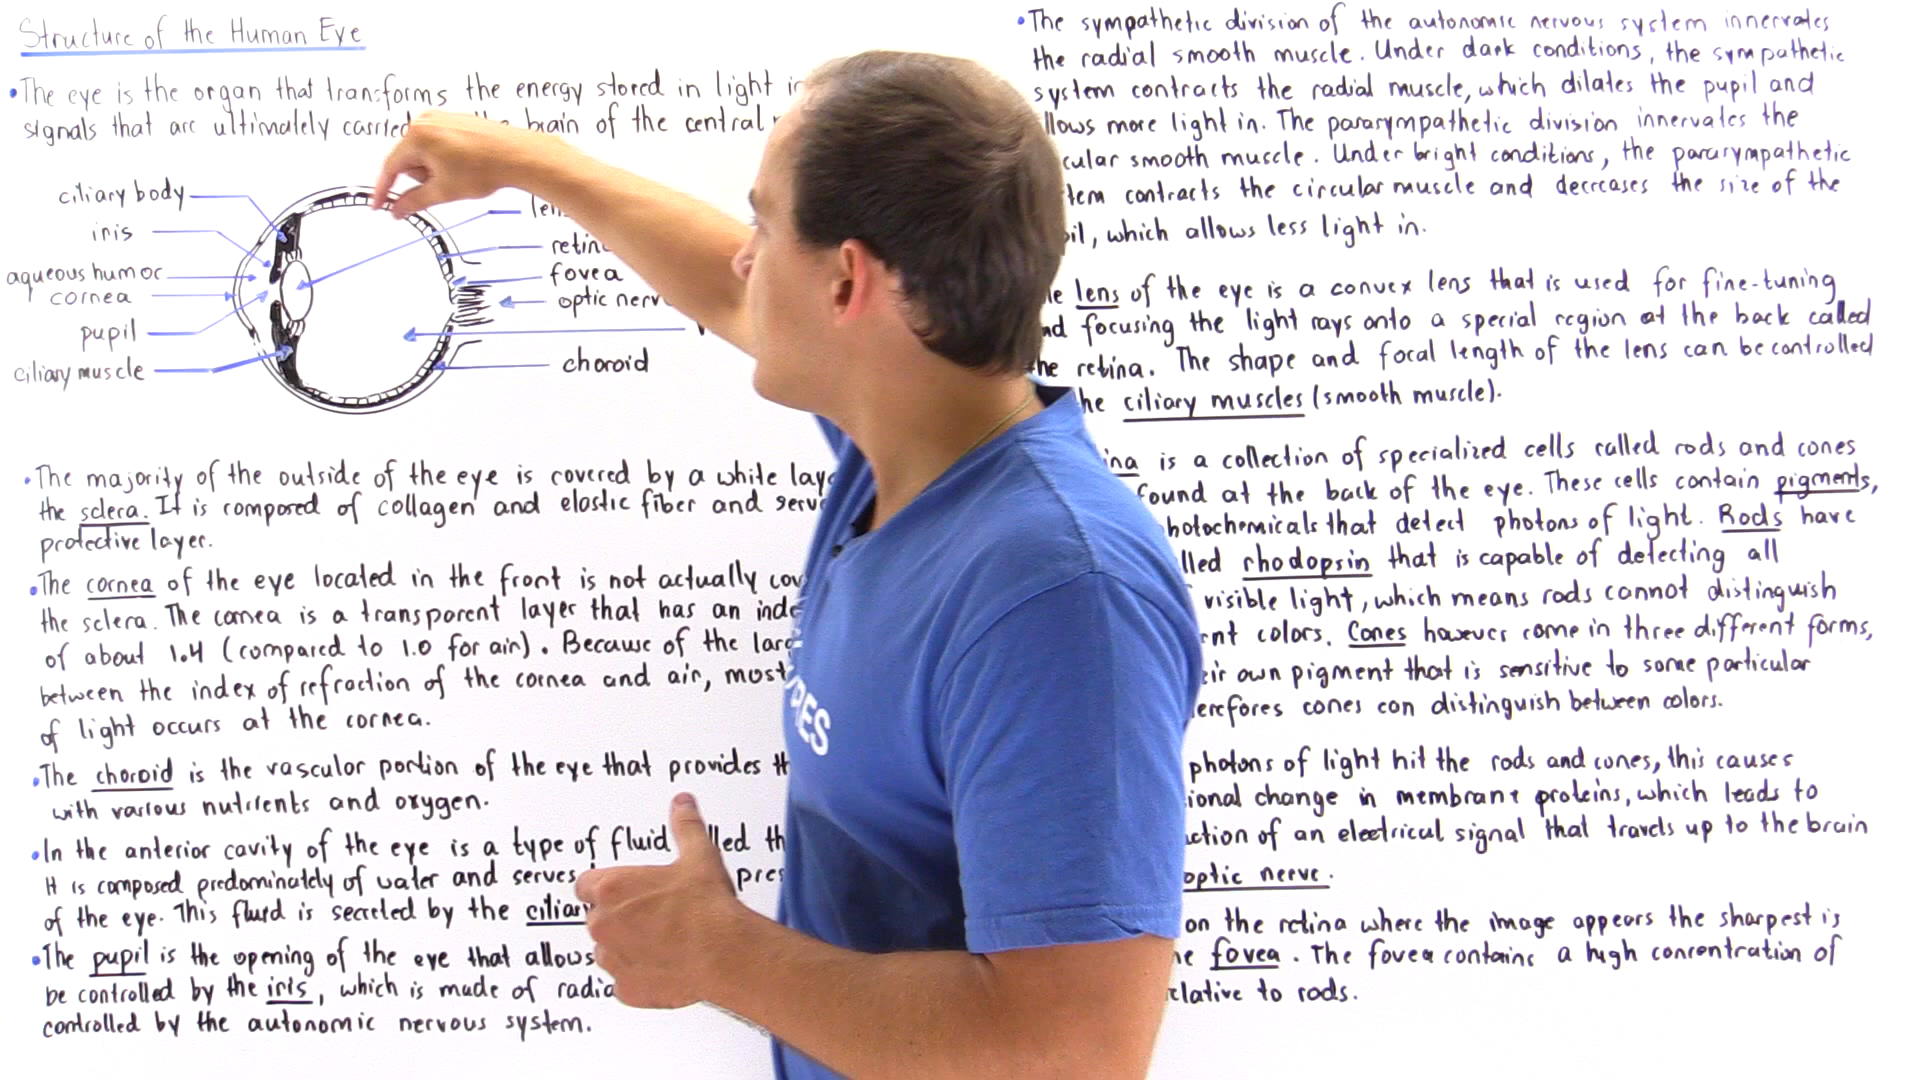 Structure of the Human Eye
•The eye is the organ that transforms the energy stored in light
signals that are ultimately carried brain of the central
ciliary body
iris
aqueous humor
cornea
pupil
ciliary muscle
retina
fovea
optic nerv
choroid
•The majority of the outside of the eye is covered by a white
the sclera. It is composed of collagen and elastic fiber and
protective layer.
•The cornea of the eye located in the front is not actually
the sclera. The cornea is a transparent layer that has an
of about 1.4 (compared to 1.0 for air). Because of the
between the index of refraction of the cornea and air, most
of light occurs at the cornea.
•The choroid is the vascular portion of the eye that provides
with various nutrients and oxygen.
•In the anterior cavity of the eye is a type of fluid
It is composed predominately of water and serves
of the eye. This fluid is secreted by the
•The pupil is the opening of the eye that allows
be controlled by the iris, which is made of
controlled by the autonomic nervous system.
•The sympathetic division of the autonomic nervous system innervates
the radial smooth muscle. Under dark conditions, the sympathetic
system contracts the radial muscle, which dilates the pupil and
llows more light in. The parasympathetic division innervates the
cular smooth muscle. Under bright conditions, the parasympathetic
tem contracts the circular muscle and decreases the size of the
il, which allows less light in.
lens of the eye is a convex lens that is used for fine-tuning
nd focusing the light rays onto a special region at the back called
the retina. The shape and focal length of the lens can be controlled
he ciliary muscles (smooth muscle).
ina is a collection of specialized cells called rods and cones
found at the back of the eye. These cells contain pigments,
hotochemicals that detect photons of light. Rods have
lled rhodopsin that is capable of detecting all
visible light, which means rods cannot distinguish
nt colors. Cones however come in three different forms,
eir own pigment that is sensitive to some particular
erefores cones can distinguish between colors.
photons of light hit the rods and cones, this causes
ional change in membrane proteins, which leads to
ction of an electrical signal that travels up to the brain
optic nerve.
on the retina where the image appears the sharpest is
fovea. The fovea contains a high concentration of
elative to rods.